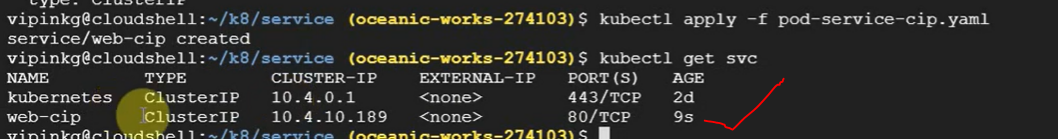 type: ClusterIP
vipinkg@cloudshell:~/k8/service (oceanic-works-274103)$ kubectl apply -f pod-service-cip.yaml
service/web-cip created
vipinkg@cloudshell:~/k8/service (oceanic-works-274103)$ kubectl get svc
NAME TYPE CLUSTER-IP EXTERNAL-IP PORT(S) AGE
kubernetes ClusterIP 10.4.0.1 <none> 443/TCP 2d
web-cip ClusterIP 10.4.10.189 <none> 80/TCP 9s
vipinkg@cloudshell:~/k8/service (oceanic-works-274103)$